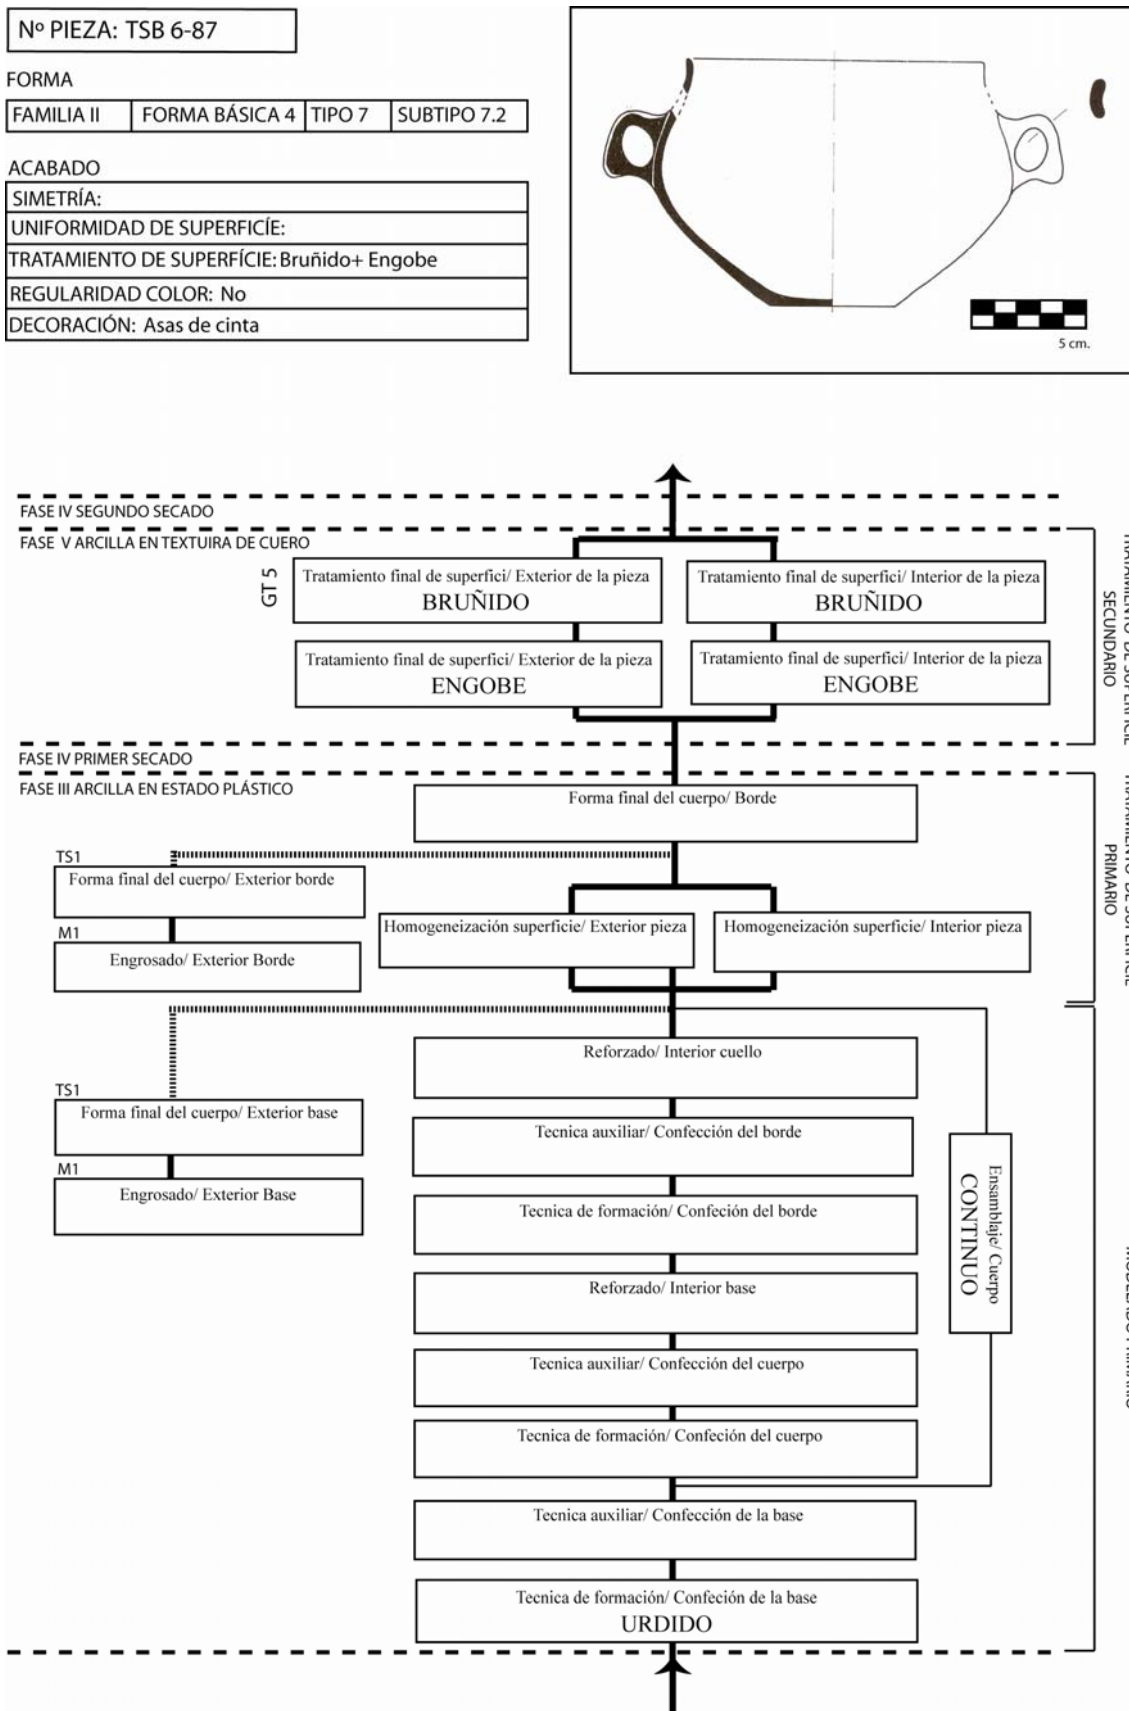 Nº PIEZA: TSB 6-87
FORMA
FAMILIA II FORMA BÁSICA 4 TIPO 7 SUBTIPO 7.2
ACABADO
SIMETRÍA:
UNIFORMIDAD DE SUPERFICÍE:
TRATAMIENTO DE SUPERFÍCIE: Bruñido+ Engobe
REGULARIDAD COLOR: No
DECORACIÓN: Asas de cinta
5 cm.
FASE IV SEGUNDO SECADO
FASE V ARCILLA EN TEXTUIRA DE CUERO
GT 5
Tratamiento final de superfici/ Exterior de la pieza
BRUÑIDO
Tratamiento final de superfici/ Interior de la pieza
BRUÑIDO
Tratamiento final de superfici/ Exterior de la pieza
ENGOBE
Tratamiento final de superfici/ Interior de la pieza
ENGOBE
SECUNDARIO
FASE IV PRIMER SECADO
FASE III ARCILLA EN ESTADO PLÁSTICO
Forma final del cuerpo/ Borde
TS1
Forma final del cuerpo/ Exterior borde
M1
Engrosado/ Exterior Borde
Homogeneización superficie/ Exterior pieza
Homogeneización superficie/ Interior pieza
PRIMARIO
Reforzado/ Interior cuello
TS1
Forma final del cuerpo/ Exterior base
M1
Engrosado/ Exterior Base
Tecnica auxiliar/ Confección del borde
Tecnica de formación/ Confeción del borde
Reforzado/ Interior base
Tecnica auxiliar/ Confección del cuerpo
Tecnica de formación/ Confeción del cuerpo
Ensamblaje/ Cuerpo
CONTINUO
Tecnica auxiliar/ Confección de la base
Tecnica de formación/ Confeción de la base
URDIDO